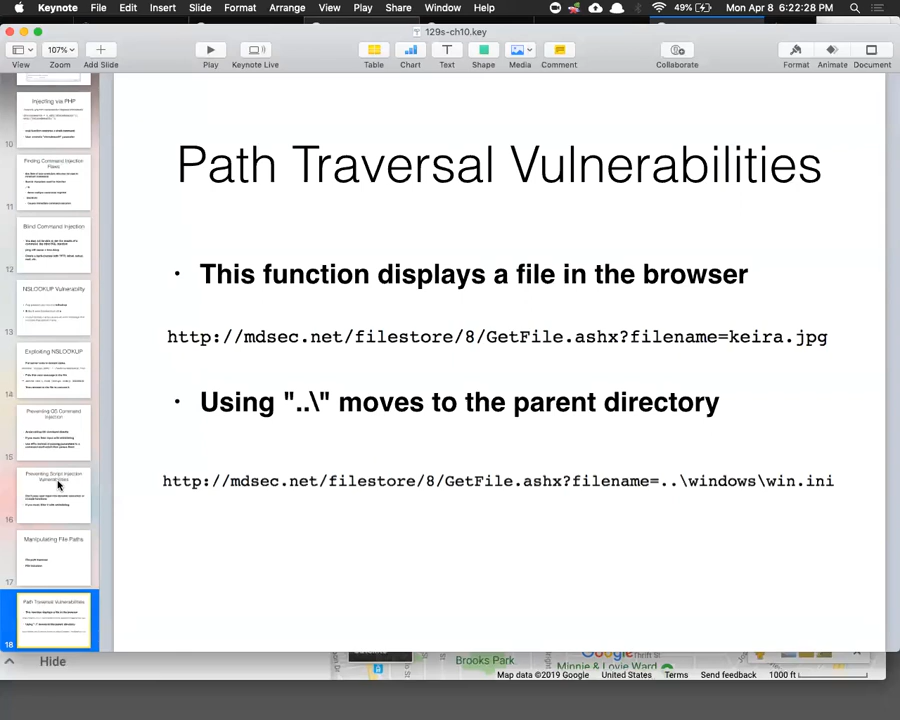 Keynote File Edit Insert Slide Format Arrange View Play Share Window Help 49% Mon Apr 8 6:22:28 PM
129s-ch10.key
107%
View Zoom Add Slide Play Keynote Live Table Chart Text Shape Media Comment Collaborate Format Animate Document
Injecting via PHP
10
Finding Command Injection
Flaws
11
Blind Command Injection
12
NSLOOKUP Vulnerability
13
Exploiting NSLOOKUP
14
Preventing OS Command
Injection
15
Preventing Script Injection
Vulnerabilities
16
Manipulating File Paths
17
Path Traversal Vulnerabilities
18
Path Traversal Vulnerabilities
• This function displays a file in the browser
http://mdsec.net/filestore/8/GetFile.ashx?filename=keira.jpg
• Using "..\" moves to the parent directory
http://mdsec.net/filestore/8/GetFile.ashx?filename=..\windows\win.ini
Hide
Brooks Park
Google
Minnie & Lovie Ward
Map data ©2019 Google United States Terms Send feedback 1000 ft